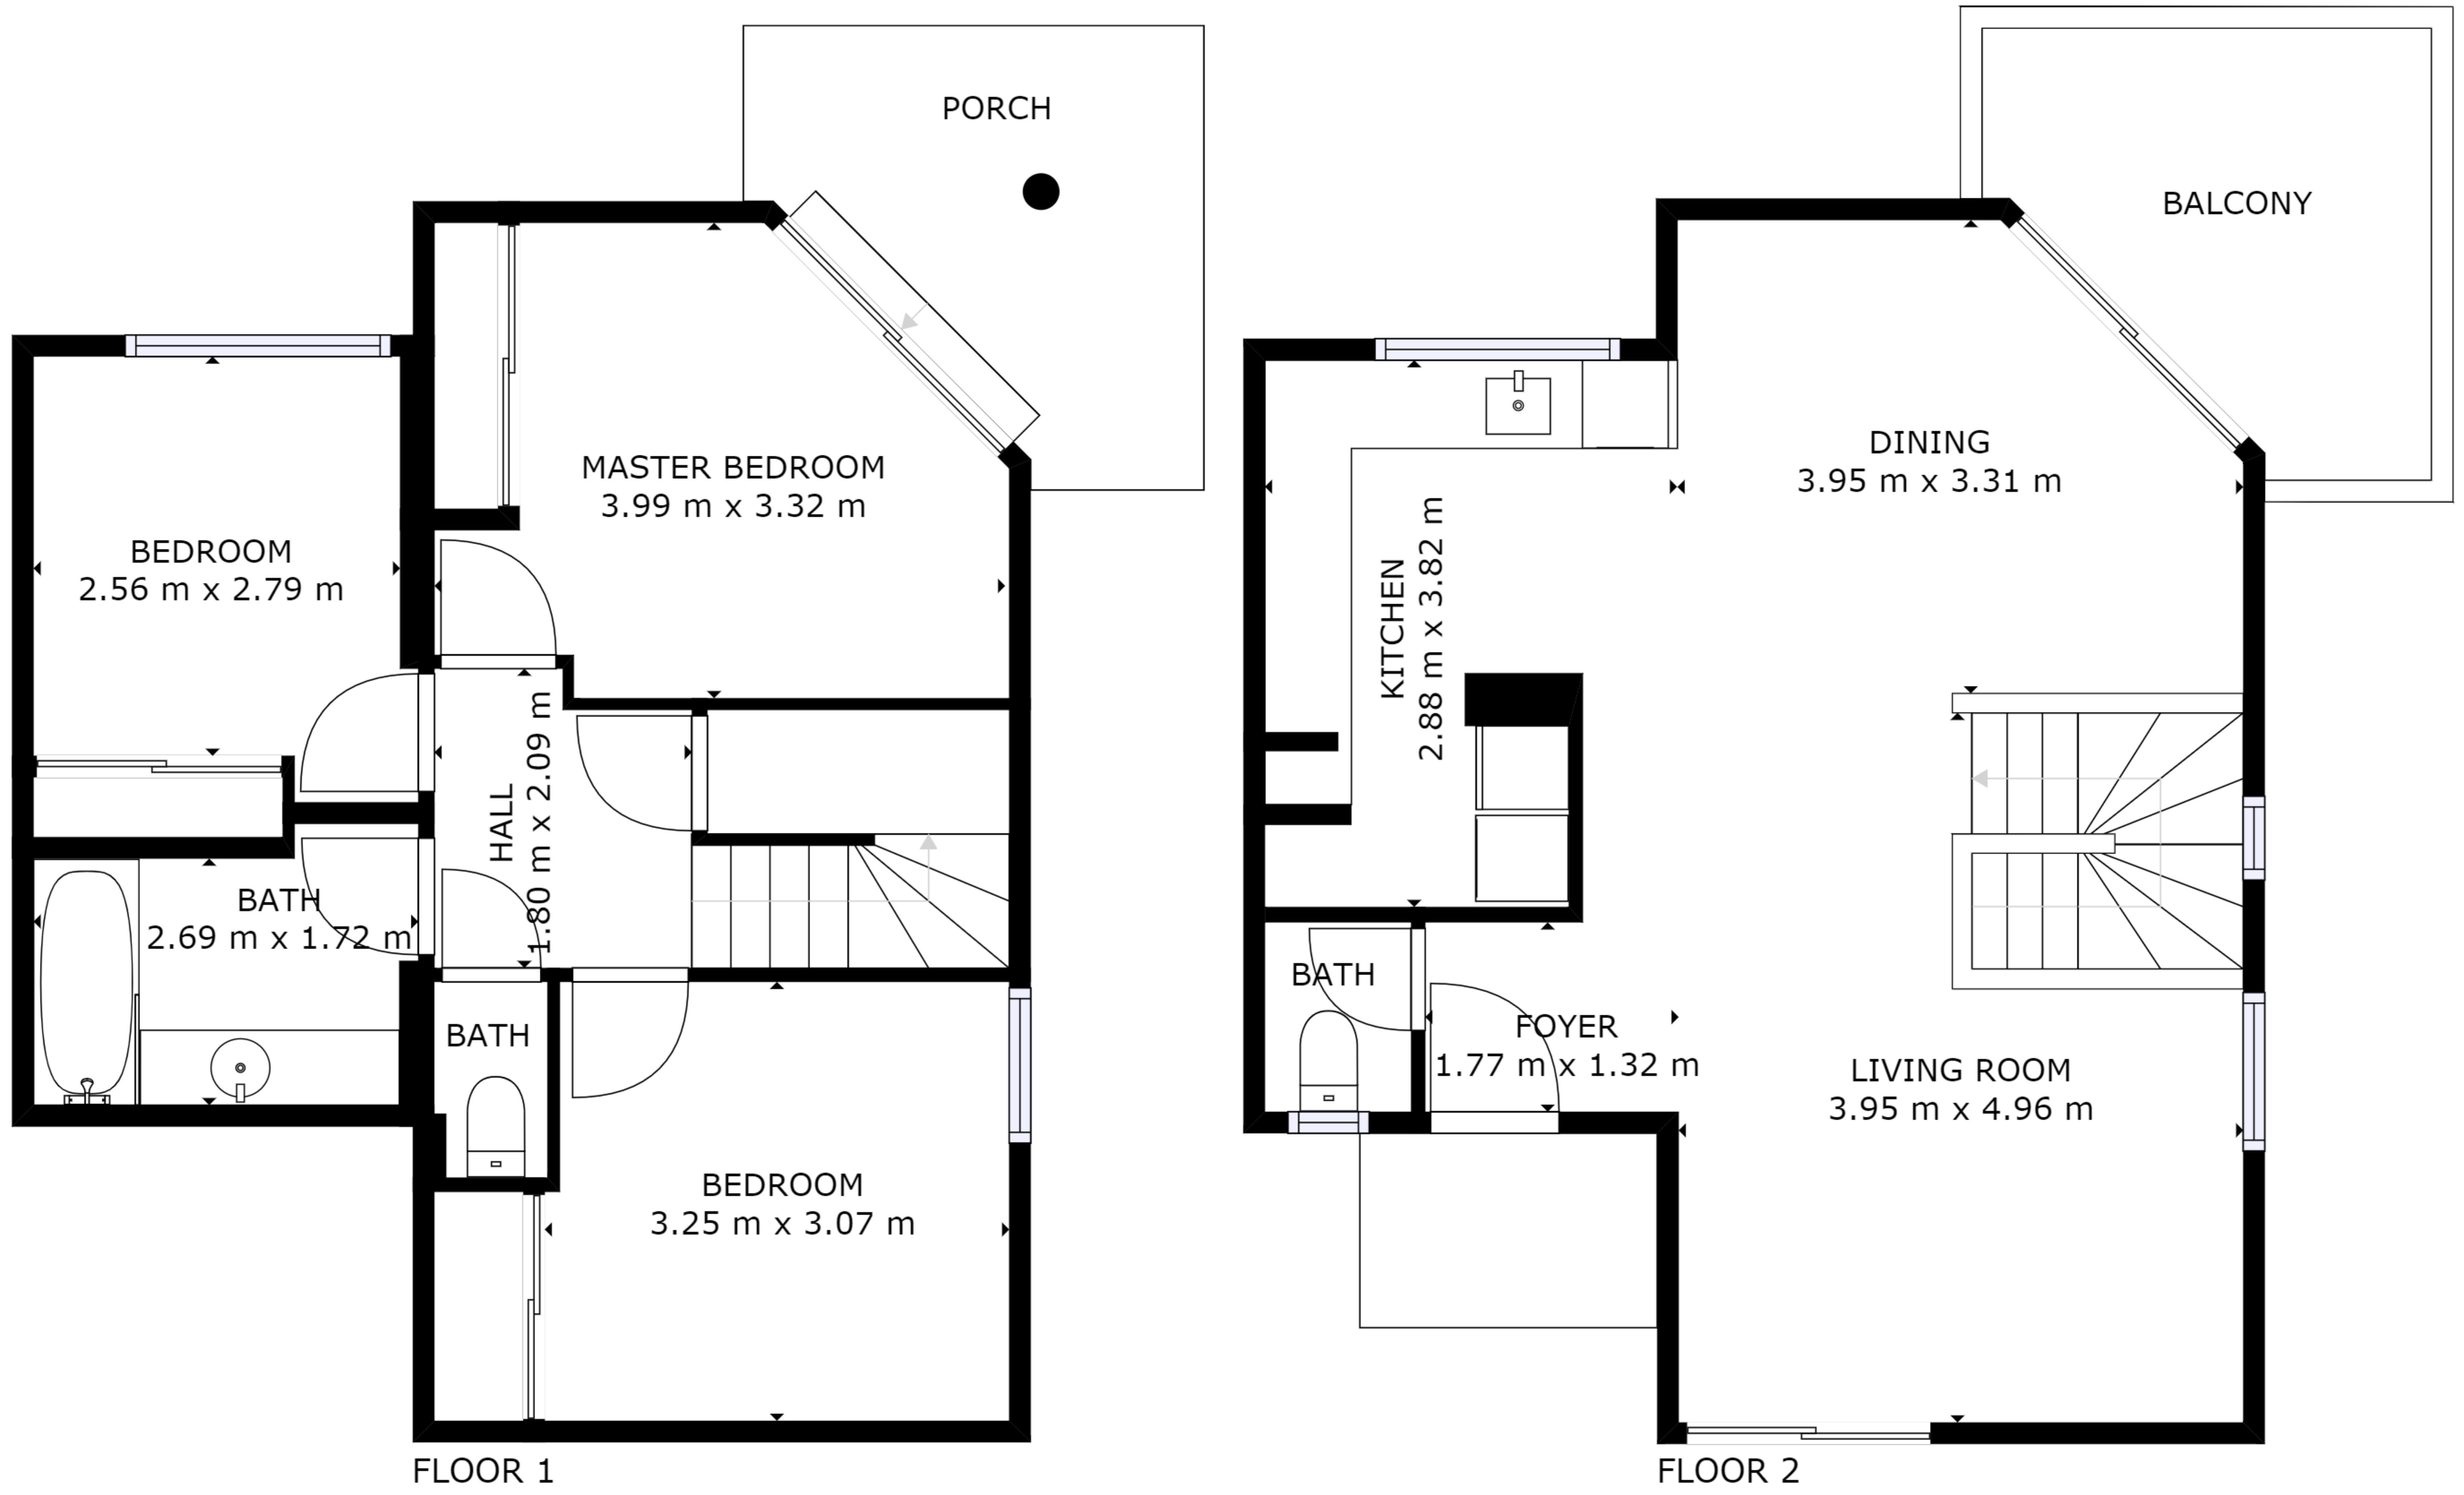 PORCH
MASTER BEDROOM
3.99 m x 3.32 m
BEDROOM
2.56 m x 2.79 m
HALL
1.80 m x 2.09 m
BATH
2.69 m x 1.72 m
BATH
BEDROOM
3.25 m x 3.07 m
FLOOR 1
BALCONY
DINING
3.95 m x 3.31 m
KITCHEN
2.88 m x 3.82 m
BATH
FOYER
1.77 m x 1.32 m
LIVING ROOM
3.95 m x 4.96 m
FLOOR 2